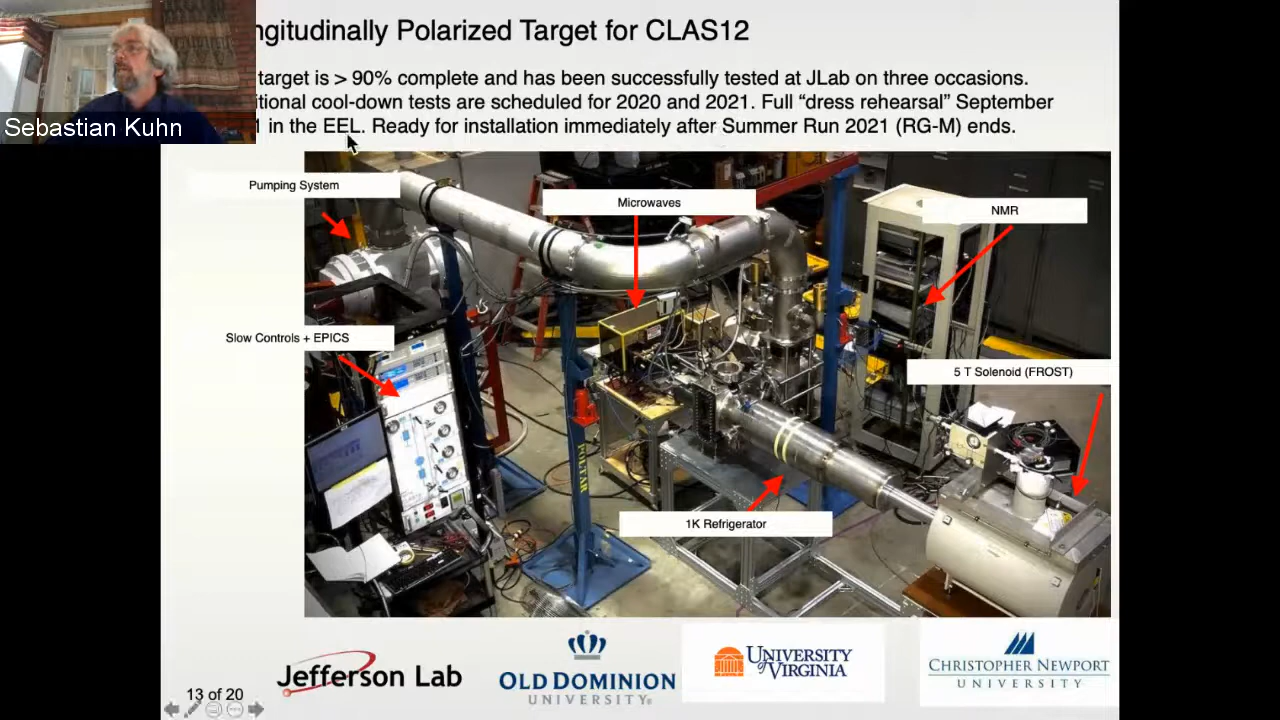 ngitudinally Polarized Target for CLAS12
target is > 90% complete and has been successfully tested at JLab on three occasions.
itional cool-down tests are scheduled for 2020 and 2021. Full “dress rehearsal” September
1 in the EEL. Ready for installation immediately after Summer Run 2021 (RG-M) ends.
Sebastian Kuhn
Pumping System
Microwaves
NMR
Slow Controls + EPICS
5 T Solenoid (FROST)
POLTAR
1K Refrigerator
Jefferson Lab
OLD DOMINION
UNIVERSITY
UNIVERSITY
of VIRGINIA
CHRISTOPHER NEWPORT
UNIVERSITY
13 of 20